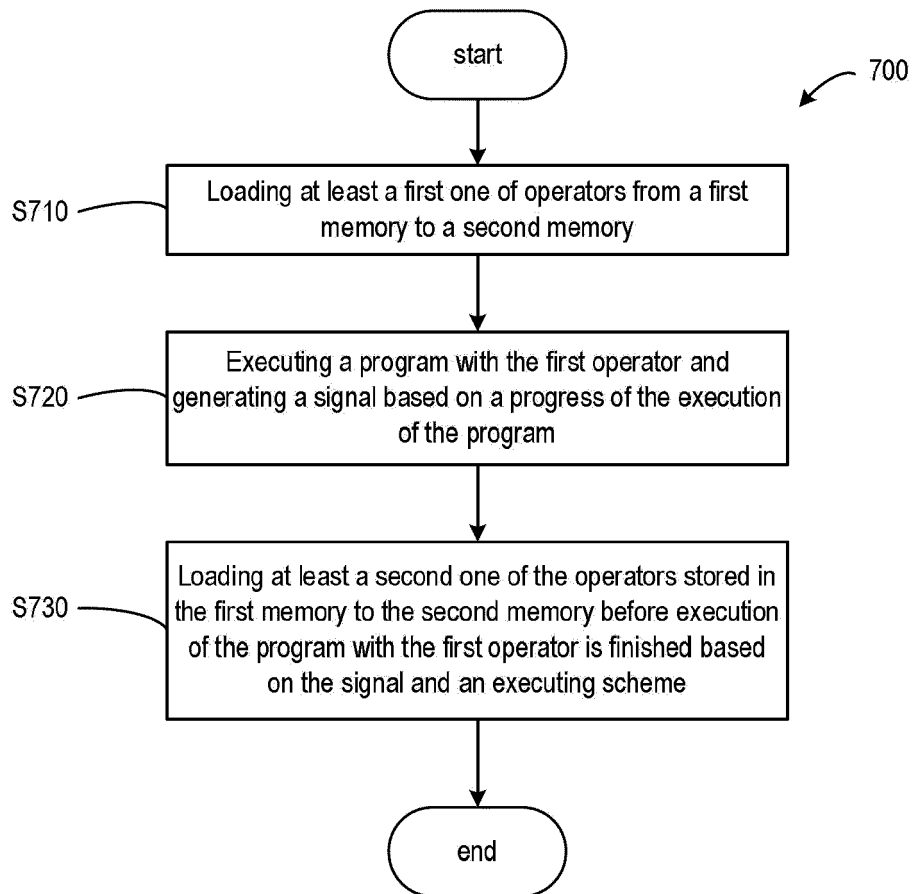 start
700
S710
Loading at least a first one of operators from a first
memory to a second memory
S720
Executing a program with the first operator and
generating a signal based on a progress of the execution
of the program
S730
Loading at least a second one of the operators stored in
the first memory to the second memory before execution
of the program with the first operator is finished based
on the signal and an executing scheme
end